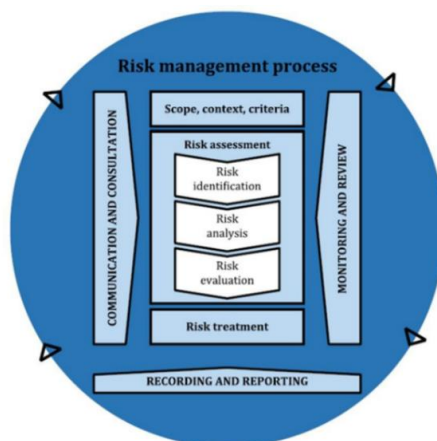 Risk management process
COMMUNICATION AND CONSULTATION
Scope, context, criteria
Risk assessment
Risk
identification
Risk
analysis
Risk
evaluation
Risk treatment
MONITORING AND REVIEW
RECORDING AND REPORTING